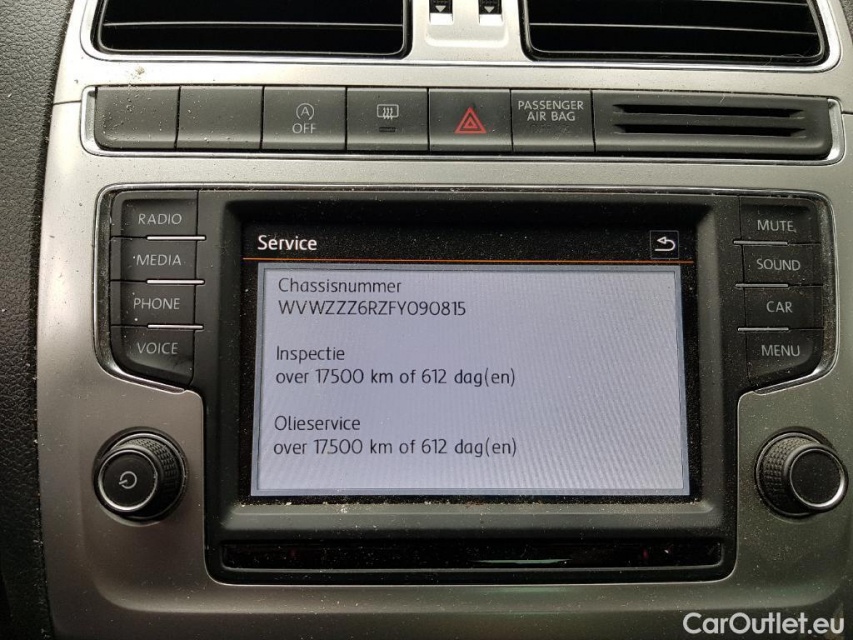 A OFF
PASSENGER
AIR BAG
RADIO
MEDIA
PHONE
VOICE
Service
Chassisnummer
WVWZZZ6RZFY090815
Inspectie
over 17500 km of 612 dag(en)
Olieservice
over 17500 km of 612 dag(en)
MUTE
SOUND
CAR
MENU
CarOutlet.eu